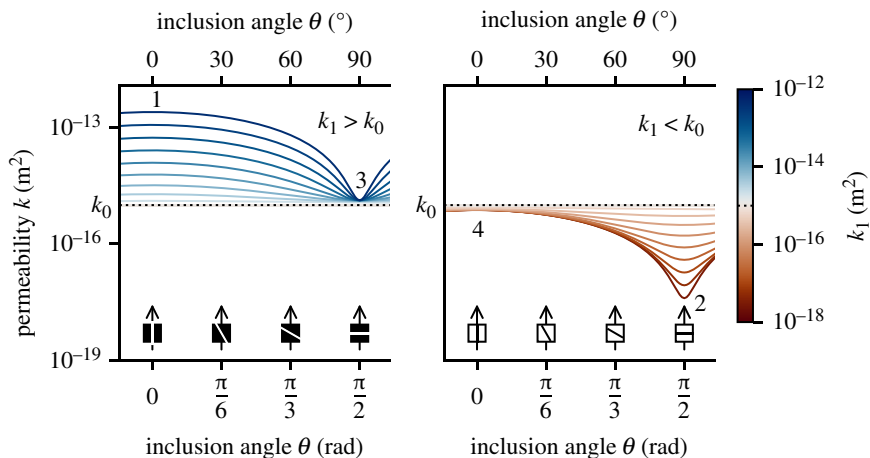 inclusion angle θ (°)
inclusion angle θ (°)
0 30 60 90
0 30 60 90
1
k₁ > k₀
3
k₁ < k₀
4
2
10⁻¹³
k₀
10⁻¹⁶
10⁻¹⁹
permeability k (m²)
k₀
10⁻¹²
10⁻¹⁴
10⁻¹⁶
10⁻¹⁸
k₁ (m²)
0 π/6 π/3 π/2
0 π/6 π/3 π/2
inclusion angle θ (rad)
inclusion angle θ (rad)